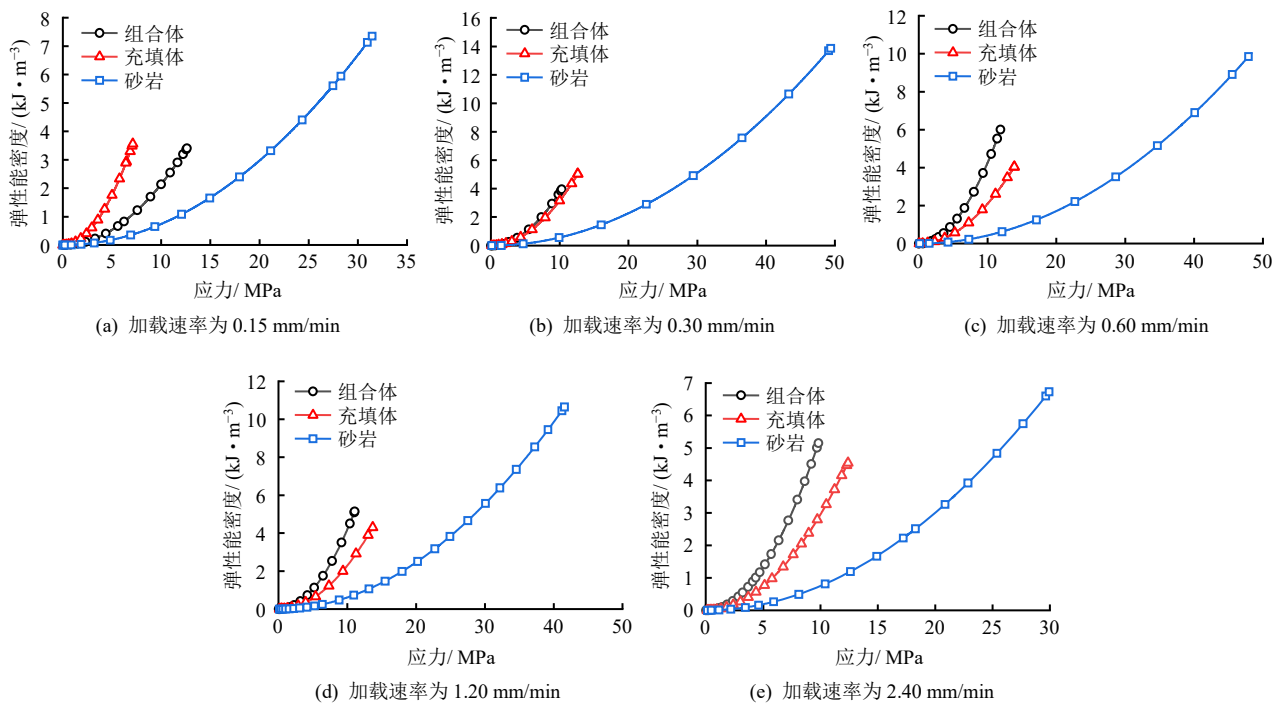 8
7
6
5
4
3
2
1
0
弹性能密度/ (kJ·m⁻³)
组合体
充填体
砂岩
0 5 10 15 20 25 30 35
应力/ MPa
(a) 加载速率为 0.15 mm/min
16
14
12
10
8
6
4
2
0
弹性能密度/ (kJ·m⁻³)
组合体
充填体
砂岩
0 10 20 30 40 50
应力/ MPa
(b) 加载速率为 0.30 mm/min
12
10
8
6
4
2
0
弹性能密度/ (kJ·m⁻³)
组合体
充填体
砂岩
0 10 20 30 40 50
应力/ MPa
(c) 加载速率为 0.60 mm/min
12
10
8
6
4
2
0
弹性能密度/ (kJ·m⁻³)
组合体
充填体
砂岩
0 10 20 30 40 50
应力/ MPa
(d) 加载速率为 1.20 mm/min
7
6
5
4
3
2
1
0
弹性能密度/ (kJ·m⁻³)
组合体
充填体
砂岩
0 5 10 15 20 25 30
应力/ MPa
(e) 加载速率为 2.40 mm/min